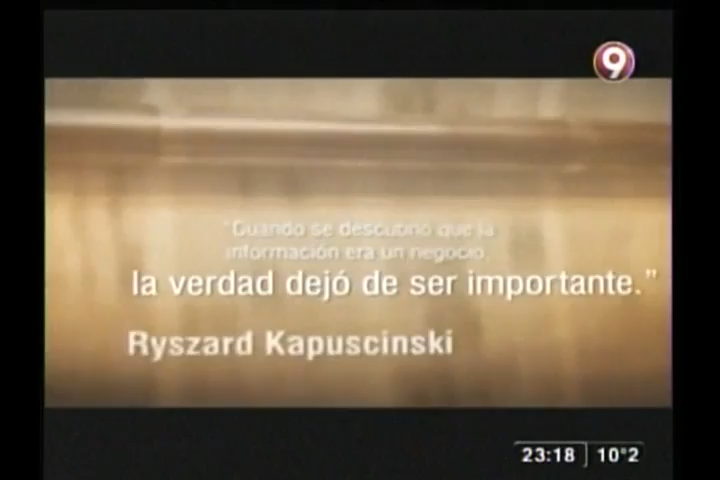 9
"Cuando se descubrió que la
información era un negocio,
la verdad dejó de ser importante."
Ryszard Kapuscinski
23:18 10°2